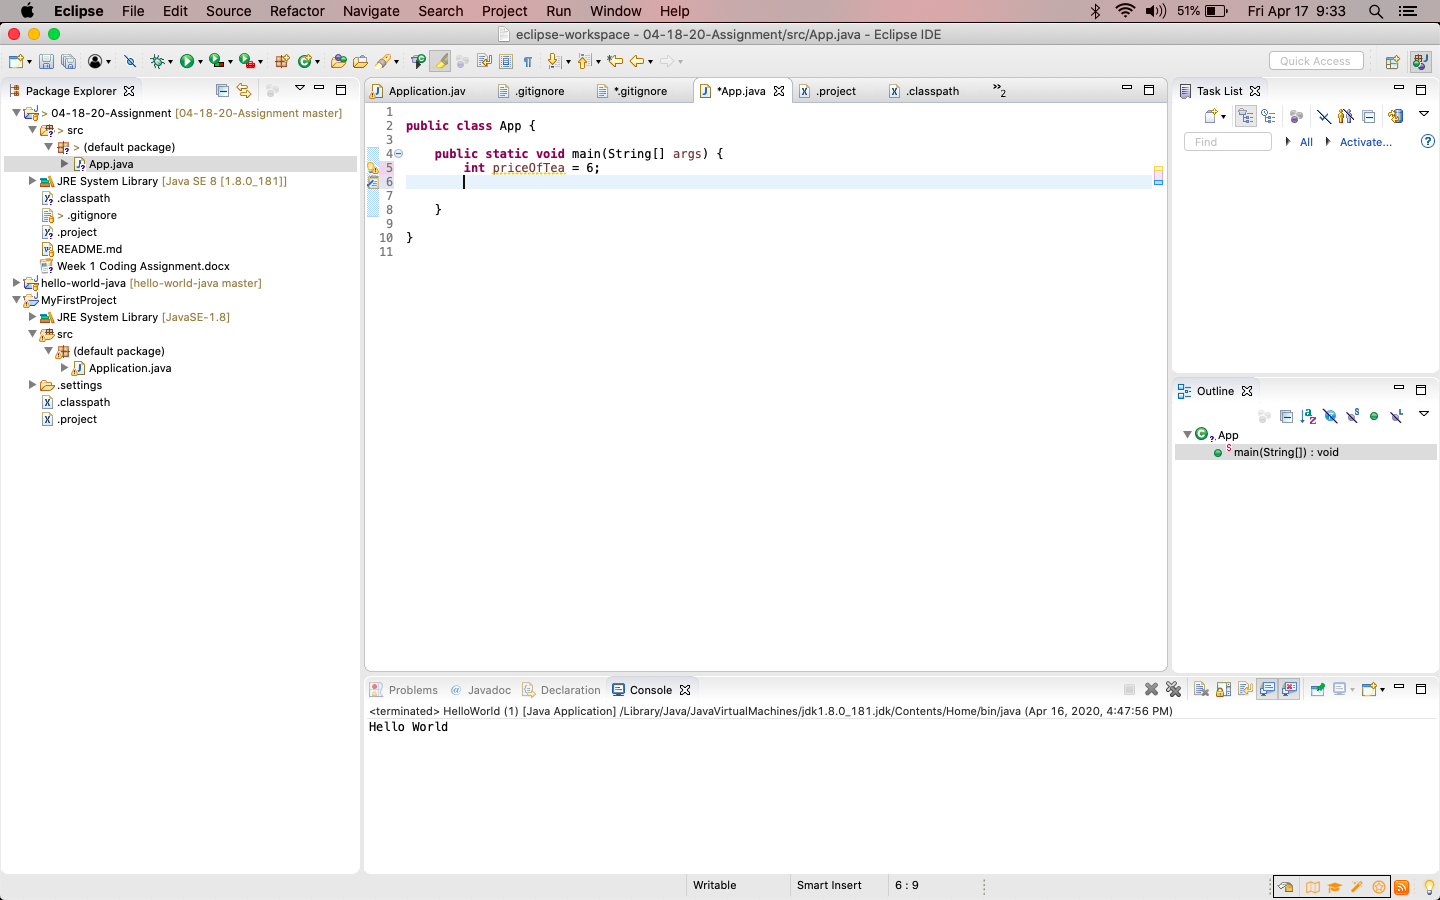 Eclipse File Edit Source Refactor Navigate Search Project Run Window Help 51% Fri Apr 17 9:33
eclipse-workspace - 04-18-20-Assignment/src/App.java - Eclipse IDE
Quick Access
Package Explorer
> 04-18-20-Assignment [04-18-20-Assignment master]
> src
> (default package)
App.java
JRE System Library [Java SE 8 [1.8.0_181]]
.classpath
> .gitignore
.project
README.md
Week 1 Coding Assignment.docx
hello-world-java [hello-world-java master]
MyFirstProject
JRE System Library [JavaSE-1.8]
src
(default package)
Application.java
.settings
.classpath
.project
Application.jav .gitignore *.gitignore *App.java .project .classpath »2
1
2 public class App {
3
4 public static void main(String[] args) {
5 int priceOfTea = 6;
6
7
8 }
9
10 }
11
Task List
Find All Activate...
Outline
App
main(String[]) : void
Problems Javadoc Declaration Console
<terminated> HelloWorld (1) [Java Application] /Library/Java/JavaVirtualMachines/jdk1.8.0_181.jdk/Contents/Home/bin/java (Apr 16, 2020, 4:47:56 PM)
Hello World
Writable Smart Insert 6 : 9